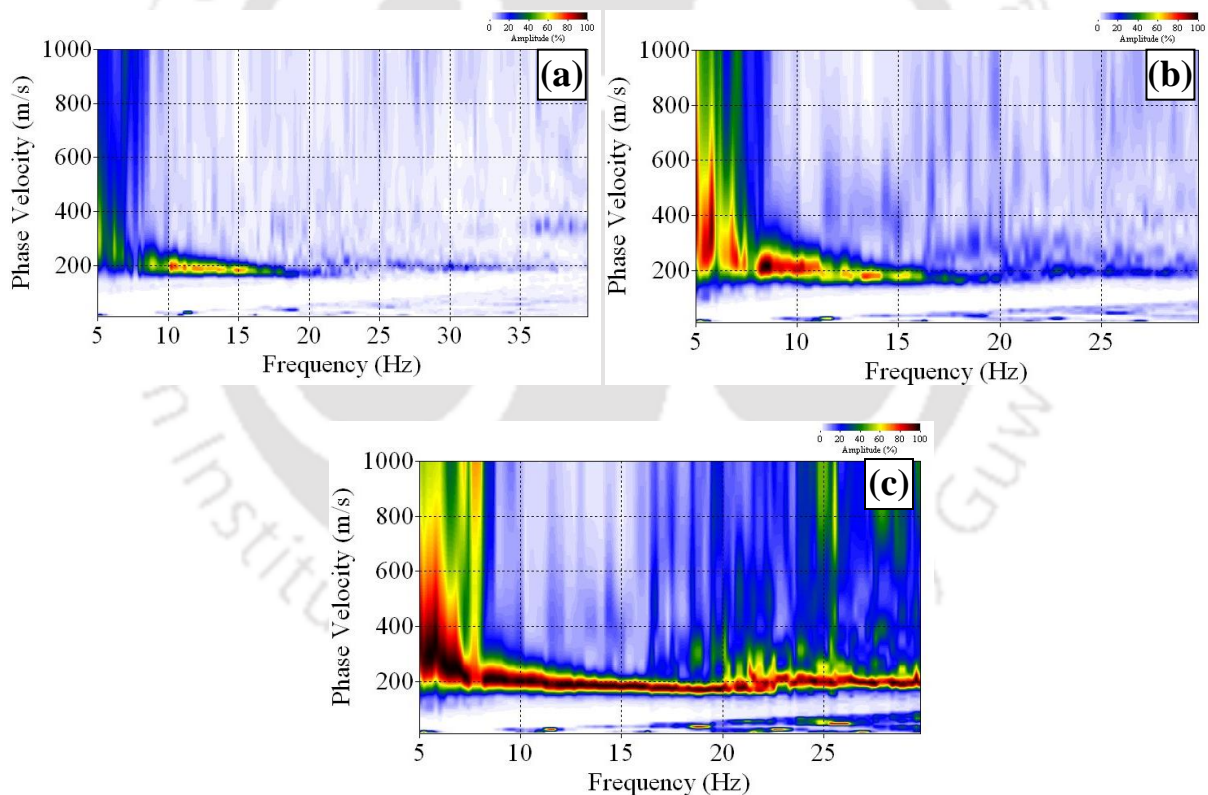 0 20 40 60 80 100
Amplitude (%)
(a)
1000
800
600
400
200
Phase Velocity (m/s)
5 10 15 20 25 30 35
Frequency (Hz)
0 20 40 60 80 100
Amplitude (%)
(b)
1000
800
600
400
200
Phase Velocity (m/s)
5 10 15 20 25
Frequency (Hz)
0 20 40 60 80 100
Amplitude (%)
(c)
1000
800
600
400
200
Phase Velocity (m/s)
5 10 15 20 25
Frequency (Hz)
n Institu
Guw